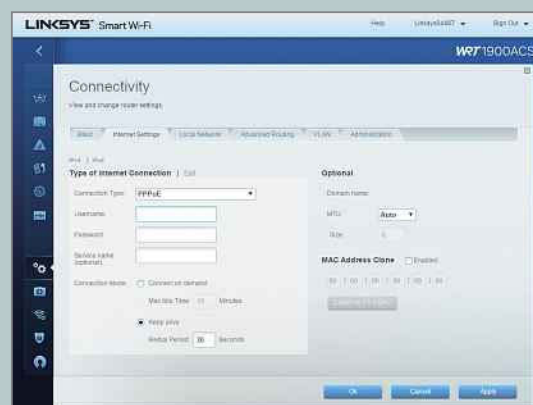 LINKSYS Smart Wi-Fi
Help
Sign Out
WRT1900ACS
Connectivity
View and change router settings
Basic
Internet Settings
Local Network
Advanced Routing
VLAN
Administration
IPv4 | IPv6
Type of Internet Connection | Edit
Connection Type:
PPPoE
Username:
Password:
Service name
(optional):
Connection Mode:
Connect on demand
Max Idle Time
Minutes
Keep alive
Redial Period
30
Seconds
Optional
Domain Name:
MTU:
Auto
Size:
MAC Address Clone
Enabled
Ok
Cancel
Apply